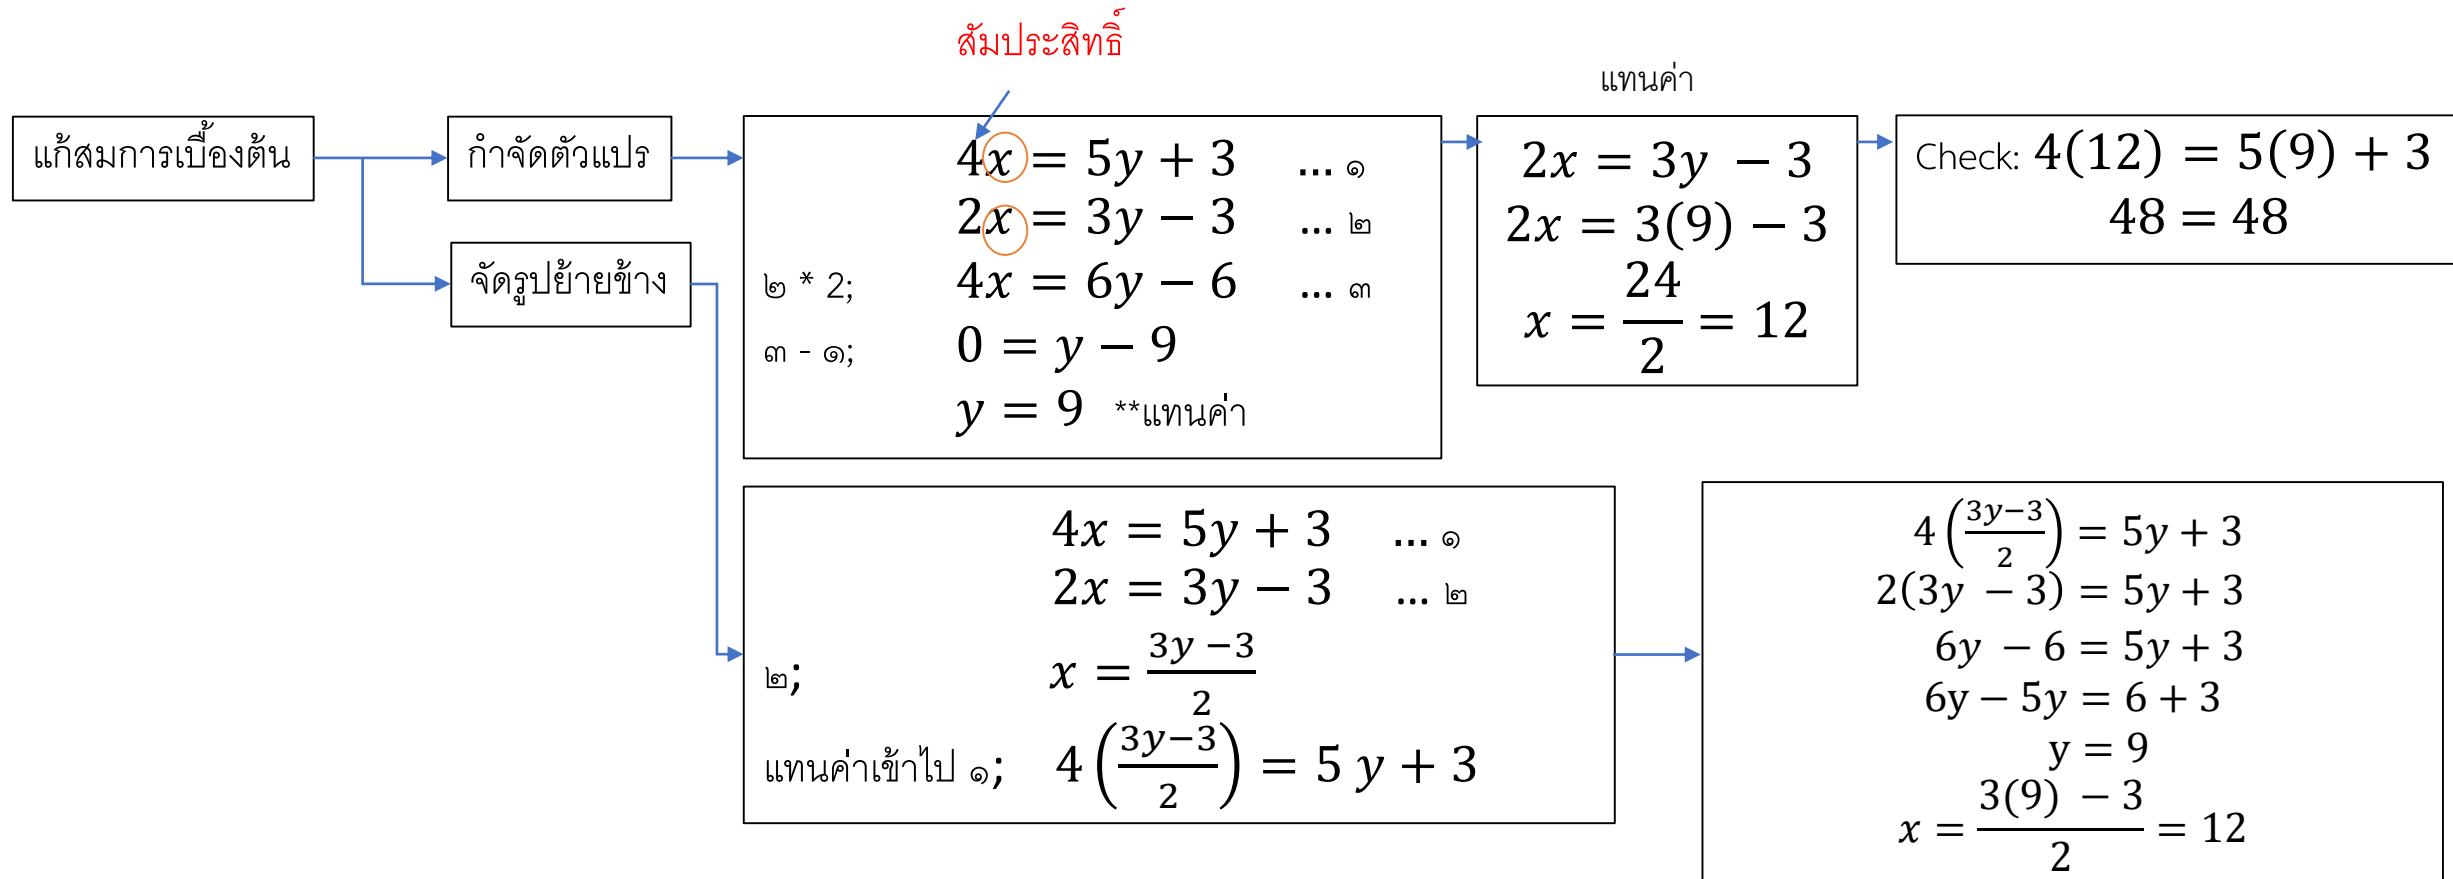 สัมประสิทธิ์
แก้สมการเบื้องต้น
กำจัดตัวแปร
จัดรูปย้ายข้าง
4x = 5y + 3 ... ๑
2x = 3y − 3 ... ๒
๒ * 2; 4x = 6y − 6 ... ๓
๓ - ๑; 0 = y − 9
y = 9 **แทนค่า
แทนค่า
2x = 3y − 3
2x = 3(9) − 3
x = 24/2 = 12
Check: 4(12) = 5(9) + 3
48 = 48
4x = 5y + 3 ... ๑
2x = 3y − 3 ... ๒
๒; x = (3y −3)/2
แทนค่าเข้าไป ๑; 4((3y−3)/2) = 5 y + 3
4((3y−3)/2) = 5y + 3
2(3y − 3) = 5y + 3
6y − 6 = 5y + 3
6y − 5y = 6 + 3
y = 9
x = (3(9) − 3)/2 = 12